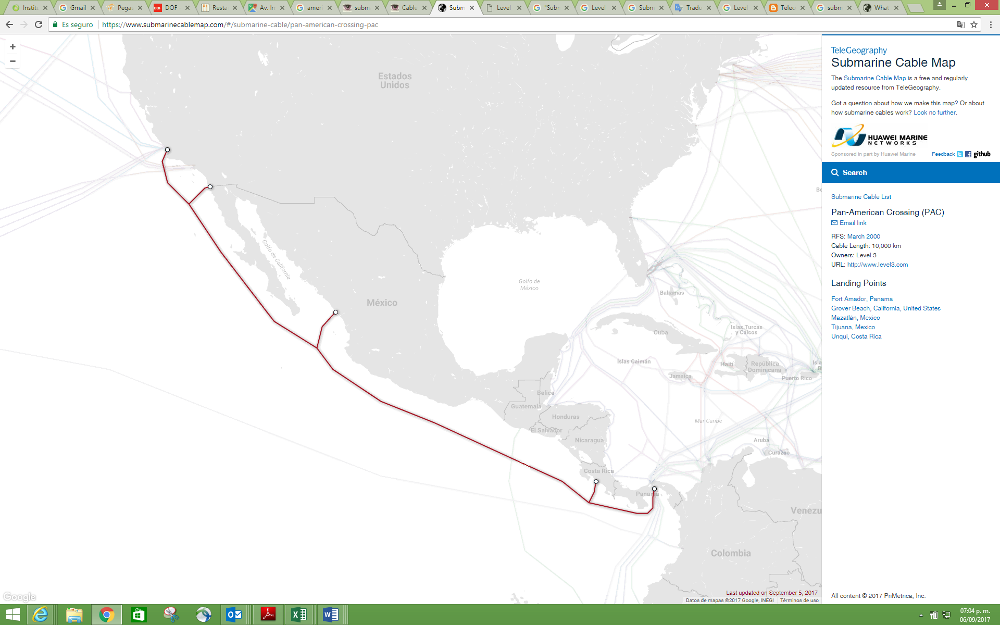 Institu
Gmail
Pegas
DOF
DOF
Resta
Av. In
ameri
subm
Cable
Subm
Level
"Subm
Level
Subm
Tradu
Level
Telec
subm
What
Es seguro
https://www.submarinecablemap.com/#/submarine-cable/pan-american-crossing-pac
+
−
Estados
Unidos
Golfo de California
México
Golfo de
México
Be
Bahamas
Cuba
Islas Turcas
y Caicos
Islas Caimán
Haití
República
Dominicana
Jamaica
Puerto Rico
Isla
B
Belice
Guatemala
Honduras
El Salvador
Nicaragua
Mar Caribe
Aruba
Curazao
Costa Rica
Panamá
Venezu
Colombia
Google
Last updated on September 5, 2017
Datos de mapas ©2017 Google, INEGI
Términos de uso
TeleGeography
Submarine Cable Map
The Submarine Cable Map is a free and regularly
updated resource from TeleGeography.
Got a question about how we make this map? Or about
how submarine cables work? Look no further.
HUAWEI MARINE
NETWORKS
Sponsored in part by Huawei Marine
Feedback
github
Search
Submarine Cable List
Pan-American Crossing (PAC)
Email link
RFS: March 2000
Cable Length: 10,000 km
Owners: Level 3
URL: http://www.level3.com
Landing Points
Fort Amador, Panama
Grover Beach, California, United States
Mazatlán, Mexico
Tijuana, Mexico
Unqui, Costa Rica
All content © 2017 PriMetrica, Inc.
07:04 p. m.
06/09/2017